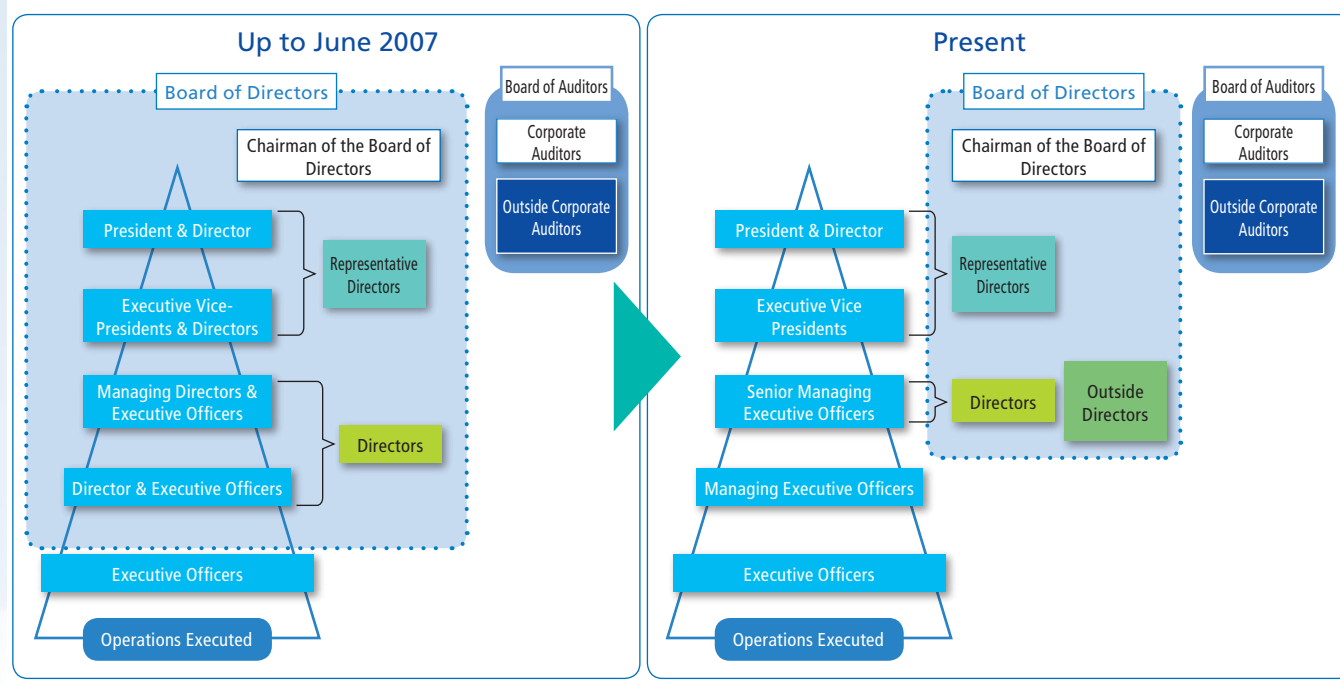 Up to June 2007
Board of Directors
Chairman of the Board of
Directors
President & Director
Representative
Directors
Executive Vice-
Presidents & Directors
Managing Directors &
Executive Officers
Directors
Director & Executive Officers
Executive Officers
Operations Executed
Board of Auditors
Corporate
Auditors
Outside Corporate
Auditors
Present
Board of Directors
Chairman of the Board of
Directors
President & Director
Representative
Directors
Executive Vice
Presidents
Senior Managing
Executive Officers
Directors
Outside
Directors
Managing Executive Officers
Executive Officers
Operations Executed
Board of Auditors
Corporate
Auditors
Outside Corporate
Auditors